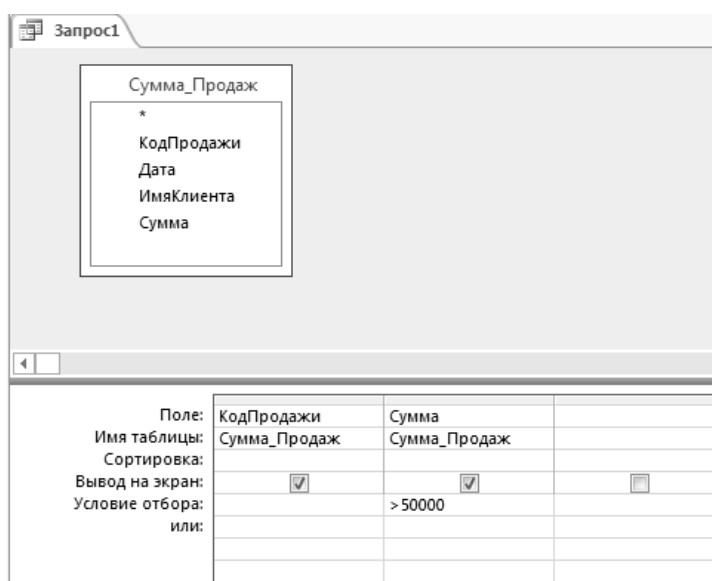 Запрос1
Сумма_Продаж
*
КодПродажи
Дата
ИмяКлиента
Сумма
Поле: КодПродажи Сумма
Имя таблицы: Сумма_Продаж Сумма_Продаж
Сортировка:
Вывод на экран:
Условие отбора: >50000
или: